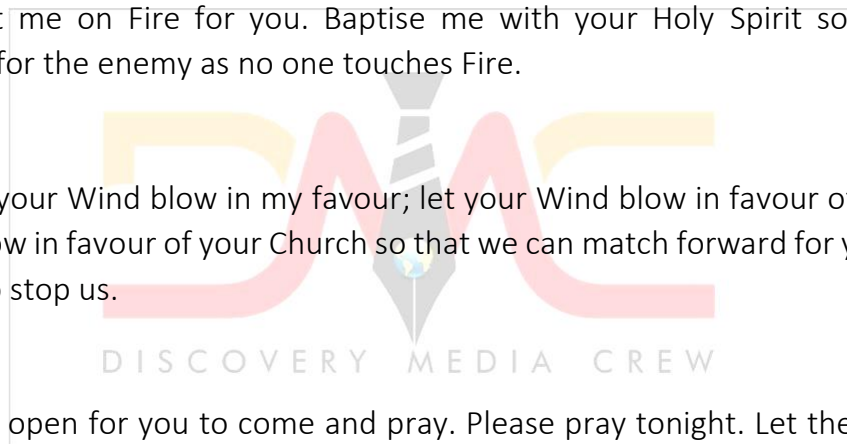 me on Fire for you. Baptise me with your Holy Spirit so
for the enemy as no one touches Fire.
your Wind blow in my favour; let your Wind blow in favour of
in favour of your Church so that we can match forward for
stop us.
DISCOVERY MEDIA CREW
open for you to come and pray. Please pray tonight. Let the